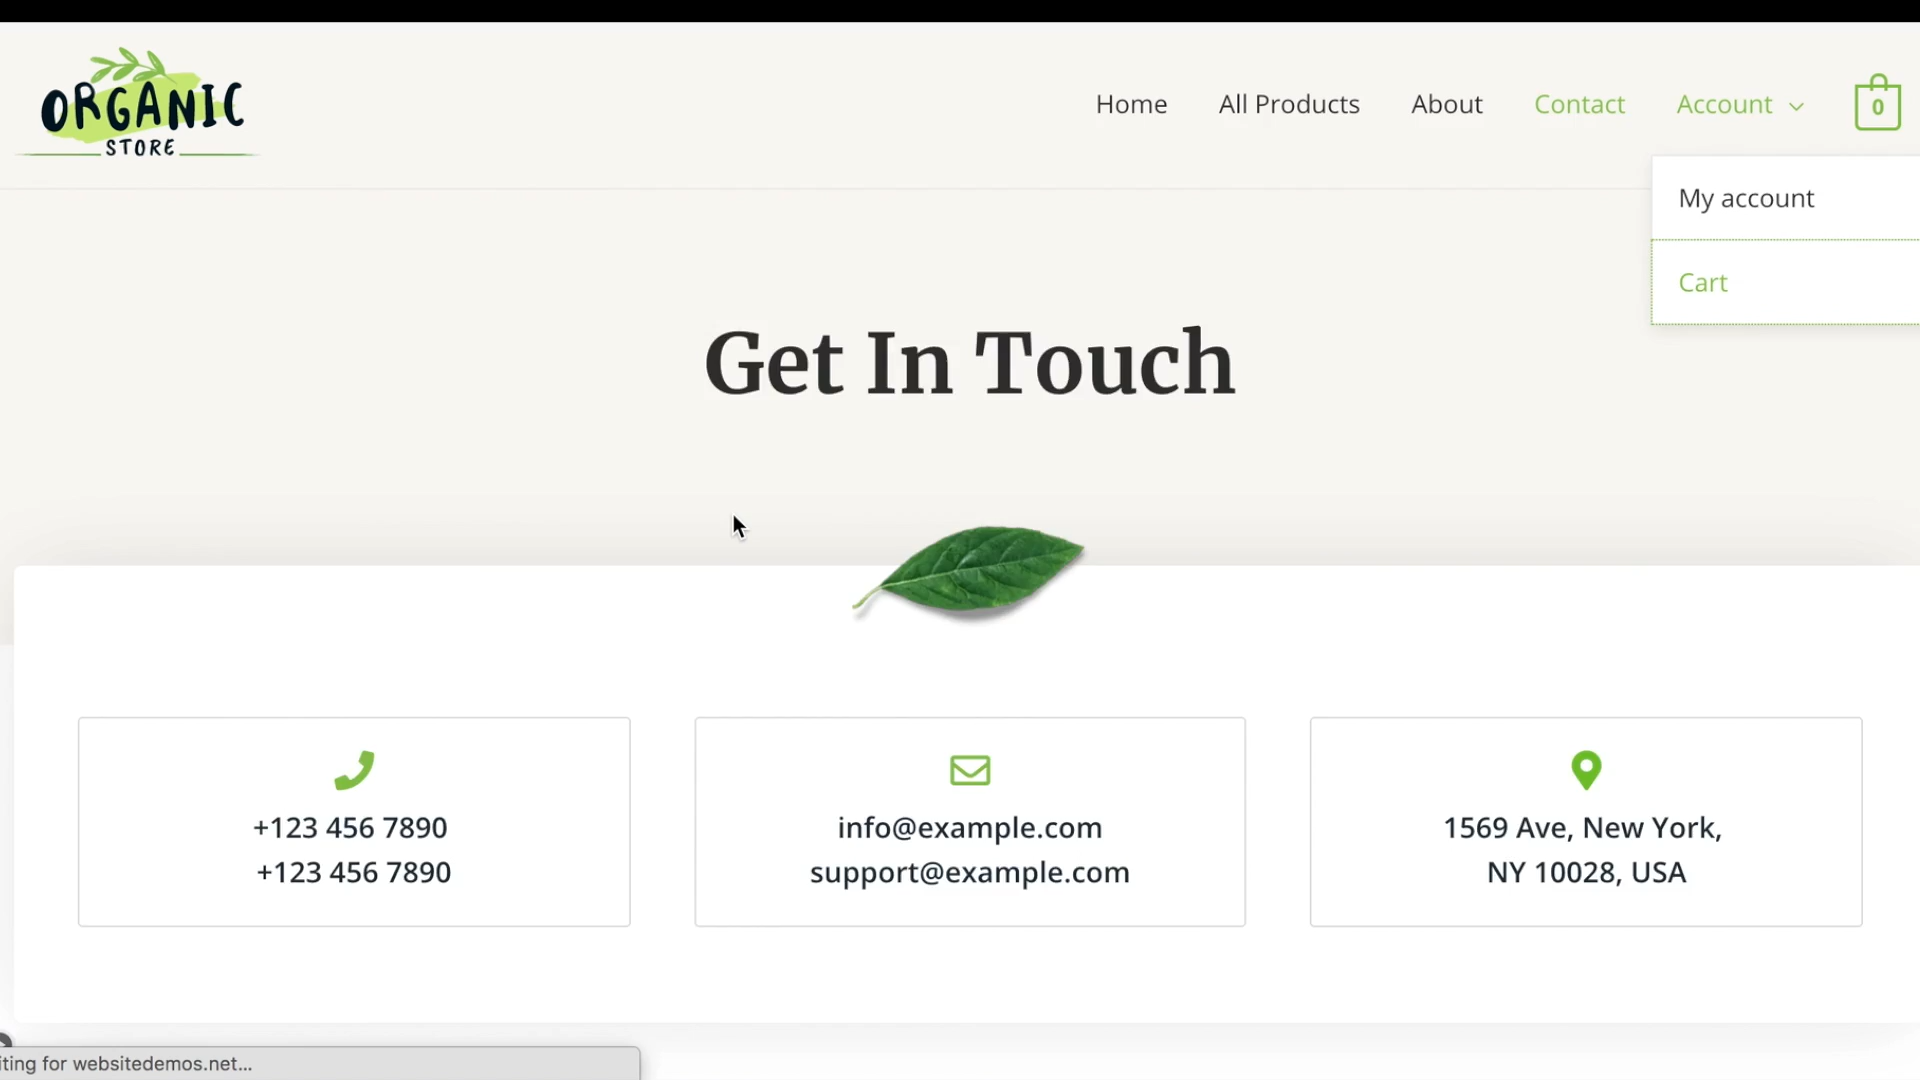 ORGANIC
STORE
Home
All Products
About
Contact
Account
0
My account
Cart
Get In Touch
+123 456 7890
+123 456 7890
info@example.com
support@example.com
1569 Ave, New York,
NY 10028, USA
iting for websitedemos.net...